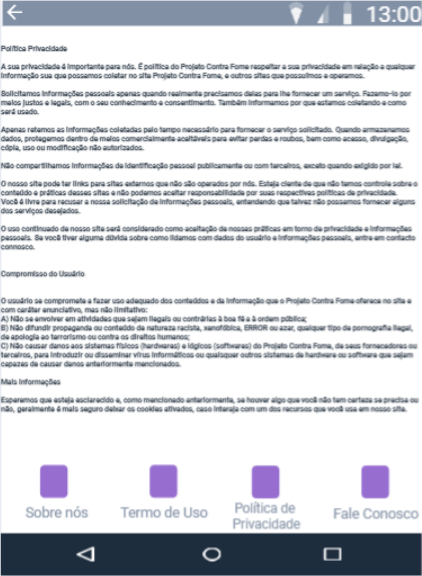 13:00
Política Privacidade
A sua privacidade é importante para nós. É política do Projeto Contra Fome respeitar a sua privacidade em relação a qualquer
informação sua que possamos coletar no site Projeto Contra Fome, e outros sites que possuímos e operamos.
Solicitamos informações pessoais apenas quando realmente precisamos delas para lhe fornecer um serviço. Fazemo-lo por
meios justos e legais, com o seu conhecimento e consentimento. Também informamos por que estamos coletando e como
será usado.
Apenas retemos as informações coletadas pelo tempo necessário para fornecer o serviço solicitado. Quando armazenamos
dados, protegemos dentro de meios comercialmente aceitáveis para evitar perdas e roubos, bem como acesso, divulgação,
cópia, uso ou modificação não autorizados.
Não compartilhamos informações de identificação pessoal publicamente ou com terceiros, exceto quando exigido por lei.
O nosso site pode ter links para sites externos que não são operados por nós. Esteja ciente de que não temos controle sobre o
conteúdo e práticas desses sites e não podemos aceitar responsabilidade por suas respectivas políticas de privacidade.
Você é livre para recusar a nossa solicitação de informações pessoais, entendendo que talvez não possamos fornecer alguns
dos serviços desejados.
O uso continuado de nosso site será considerado como aceitação de nossas práticas em torno de privacidade e informações
pessoais. Se você tiver alguma dúvida sobre como lidamos com dados do usuário e informações pessoais, entre em contacto
connosco.
Compromisso do Usuário
O usuário se compromete a fazer uso adequado dos conteúdos e da informação que o Projeto Contra Fome oferece no site e
com caráter enunciativo, mas não limitativo:
A) Não se envolver em atividades que sejam ilegais ou contrárias à boa fé e à ordem pública;
B) Não difundir propaganda ou conteúdo de natureza racista, xenofóbica, ERROR ou azar, qualquer tipo de pornografia ilegal,
de apologia ao terrorismo ou contra os direitos humanos;
C) Não causar danos aos sistemas físicos (hardwares) e lógicos (softwares) do Projeto Contra Fome, de seus fornecedores ou
terceiros, para introduzir ou disseminar vírus informáticos ou quaisquer outros sistemas de hardware ou software que sejam
capazes de causar danos anteriormente mencionados.
Mais informações
Esperemos que esteja esclarecido e, como mencionado anteriormente, se houver algo que você não tem certeza se precisa ou
não, geralmente é mais seguro deixar os cookies ativados, caso interaja com um dos recursos que você usa em nosso site.
Sobre nós
Termo de Uso
Política de
Privacidade
Fale Conosco